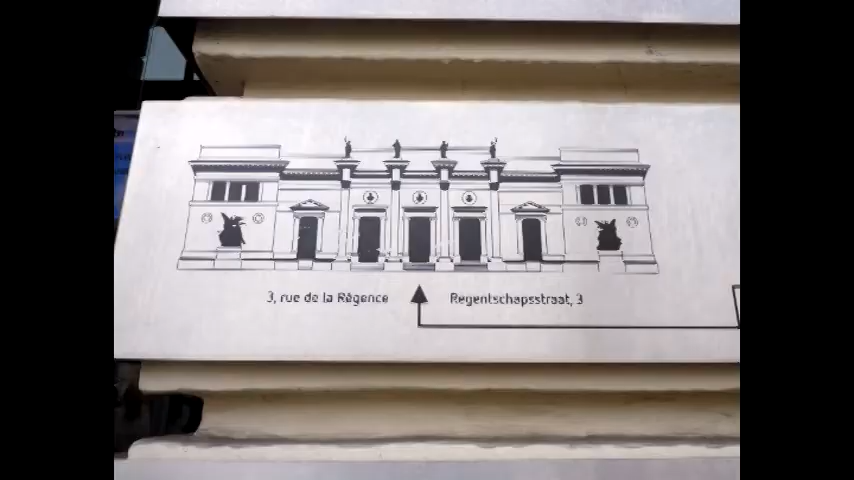 3, rue de la Régence
Regentschapsstraat, 3